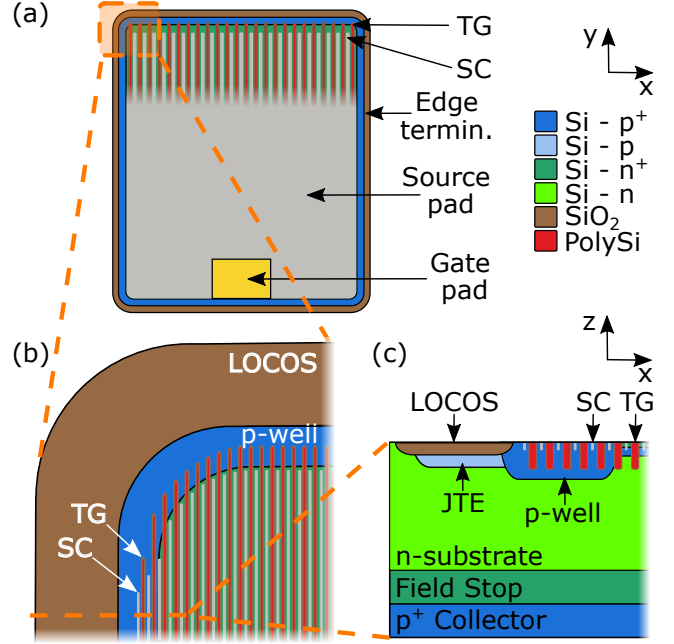 (a)
TG
SC
Edge
termin.
Source
pad
Gate
pad
y
x
Si - p⁺
Si - p
Si - n⁺
Si - n
SiO₂
PolySi
(b)
LOCOS
p-well
TG
SC
z
x
(c)
LOCOS
SC
TG
JTE
p-well
n-substrate
Field Stop
p⁺ Collector